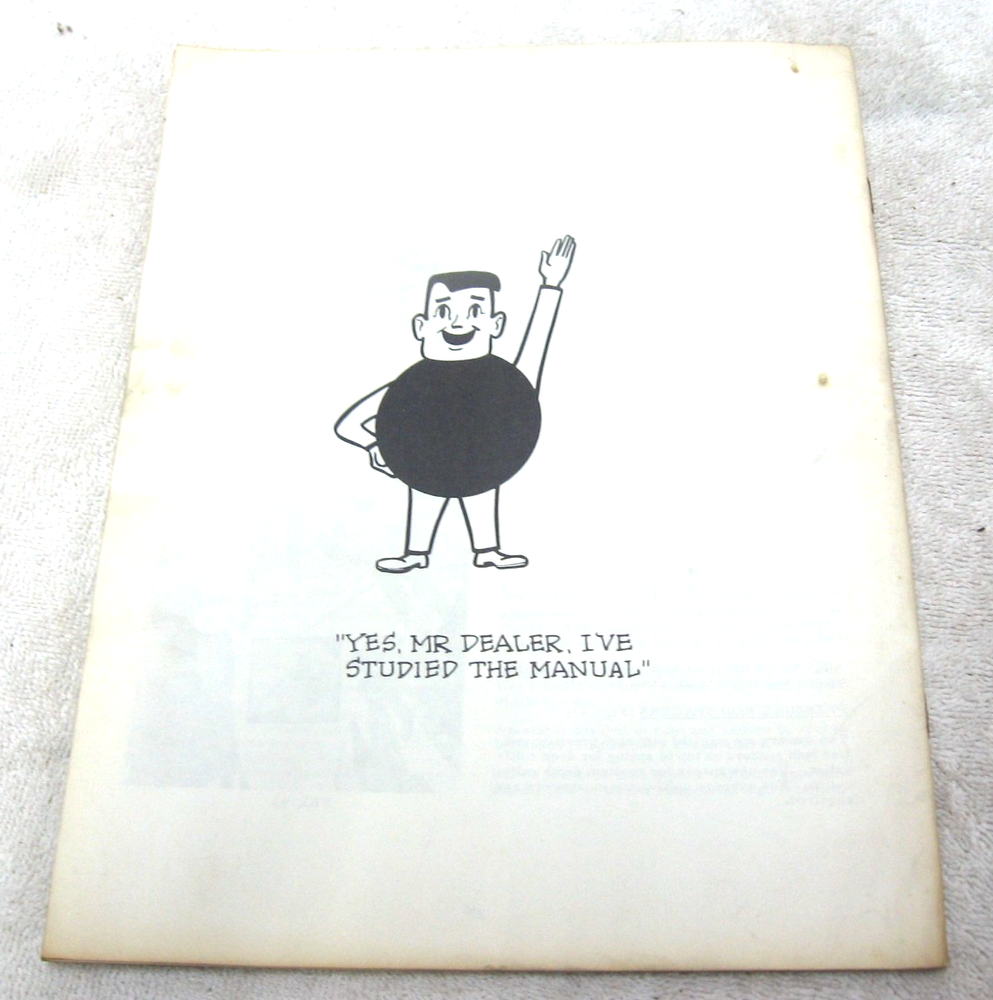 "YES, MR DEALER, I'VE
STUDIED THE MANUAL"